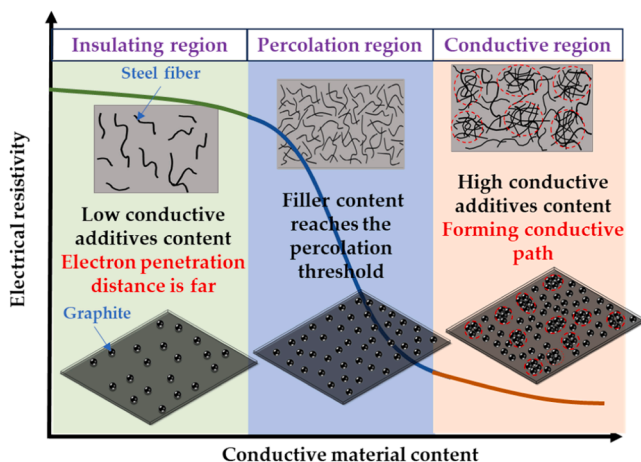 Insulating region
Percolation region
Conductive region
Steel fiber
Low conductive
additives content
Electron penetration
distance is far
Graphite
Filler content
reaches the
percolation
threshold
High conductive
additives content
Forming conductive
path
Electrical resistivity
Conductive material content